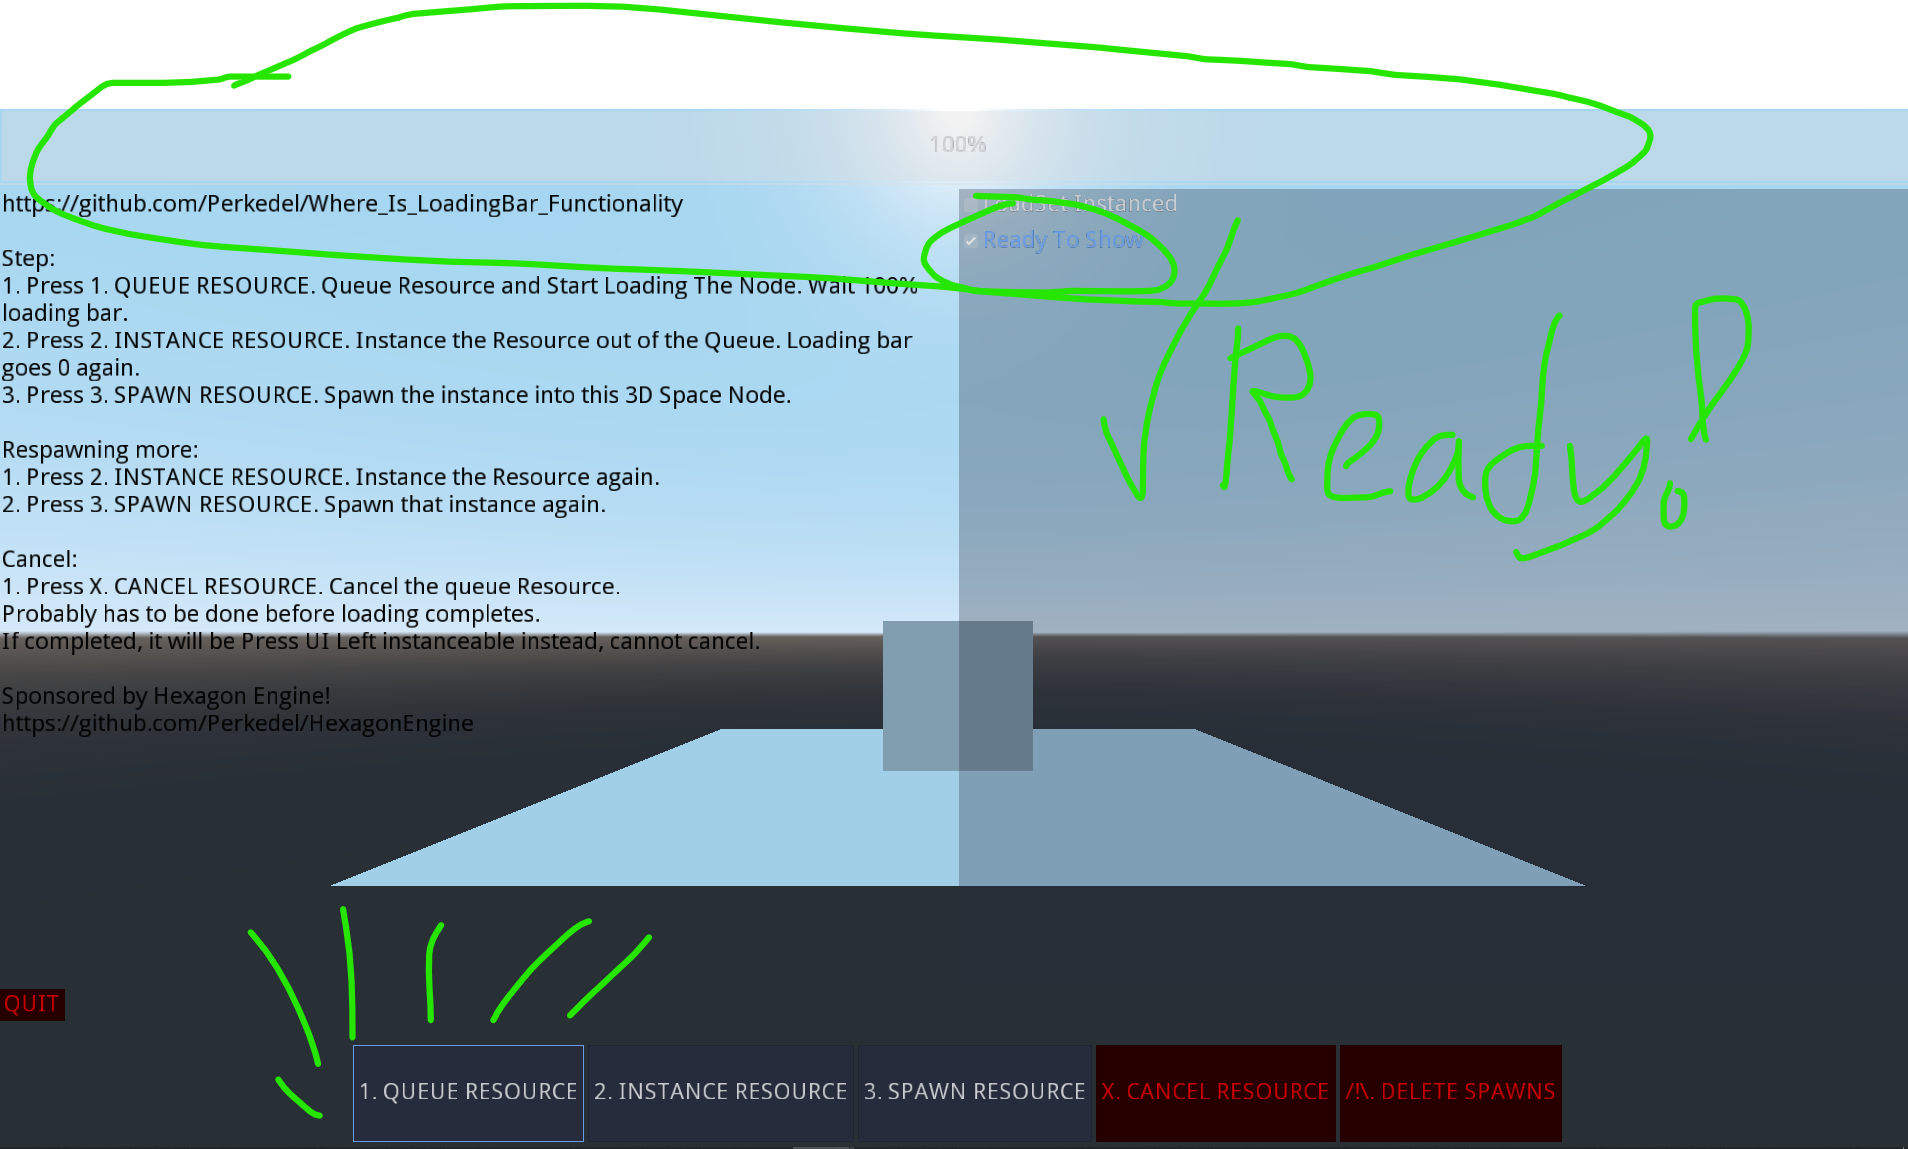 100%
https://github.com/Perkedel/Where_Is_LoadingBar_Functionality
LoadSet Instanced
Ready To Show
Step:
1. Press 1. QUEUE RESOURCE. Queue Resource and Start Loading The Node. Wait 100%
loading bar.
2. Press 2. INSTANCE RESOURCE. Instance the Resource out of the Queue. Loading bar
goes 0 again.
3. Press 3. SPAWN RESOURCE. Spawn the instance into this 3D Space Node.
Ready!
Respawning more:
1. Press 2. INSTANCE RESOURCE. Instance the Resource again.
2. Press 3. SPAWN RESOURCE. Spawn that instance again.
Cancel:
1. Press X. CANCEL RESOURCE. Cancel the queue Resource.
Probably has to be done before loading completes.
If completed, it will be Press UI Left instanceable instead, cannot cancel.
Sponsored by Hexagon Engine!
https://github.com/Perkedel/HexagonEngine
QUIT
1. QUEUE RESOURCE
2. INSTANCE RESOURCE
3. SPAWN RESOURCE
X. CANCEL RESOURCE
/!\. DELETE SPAWNS